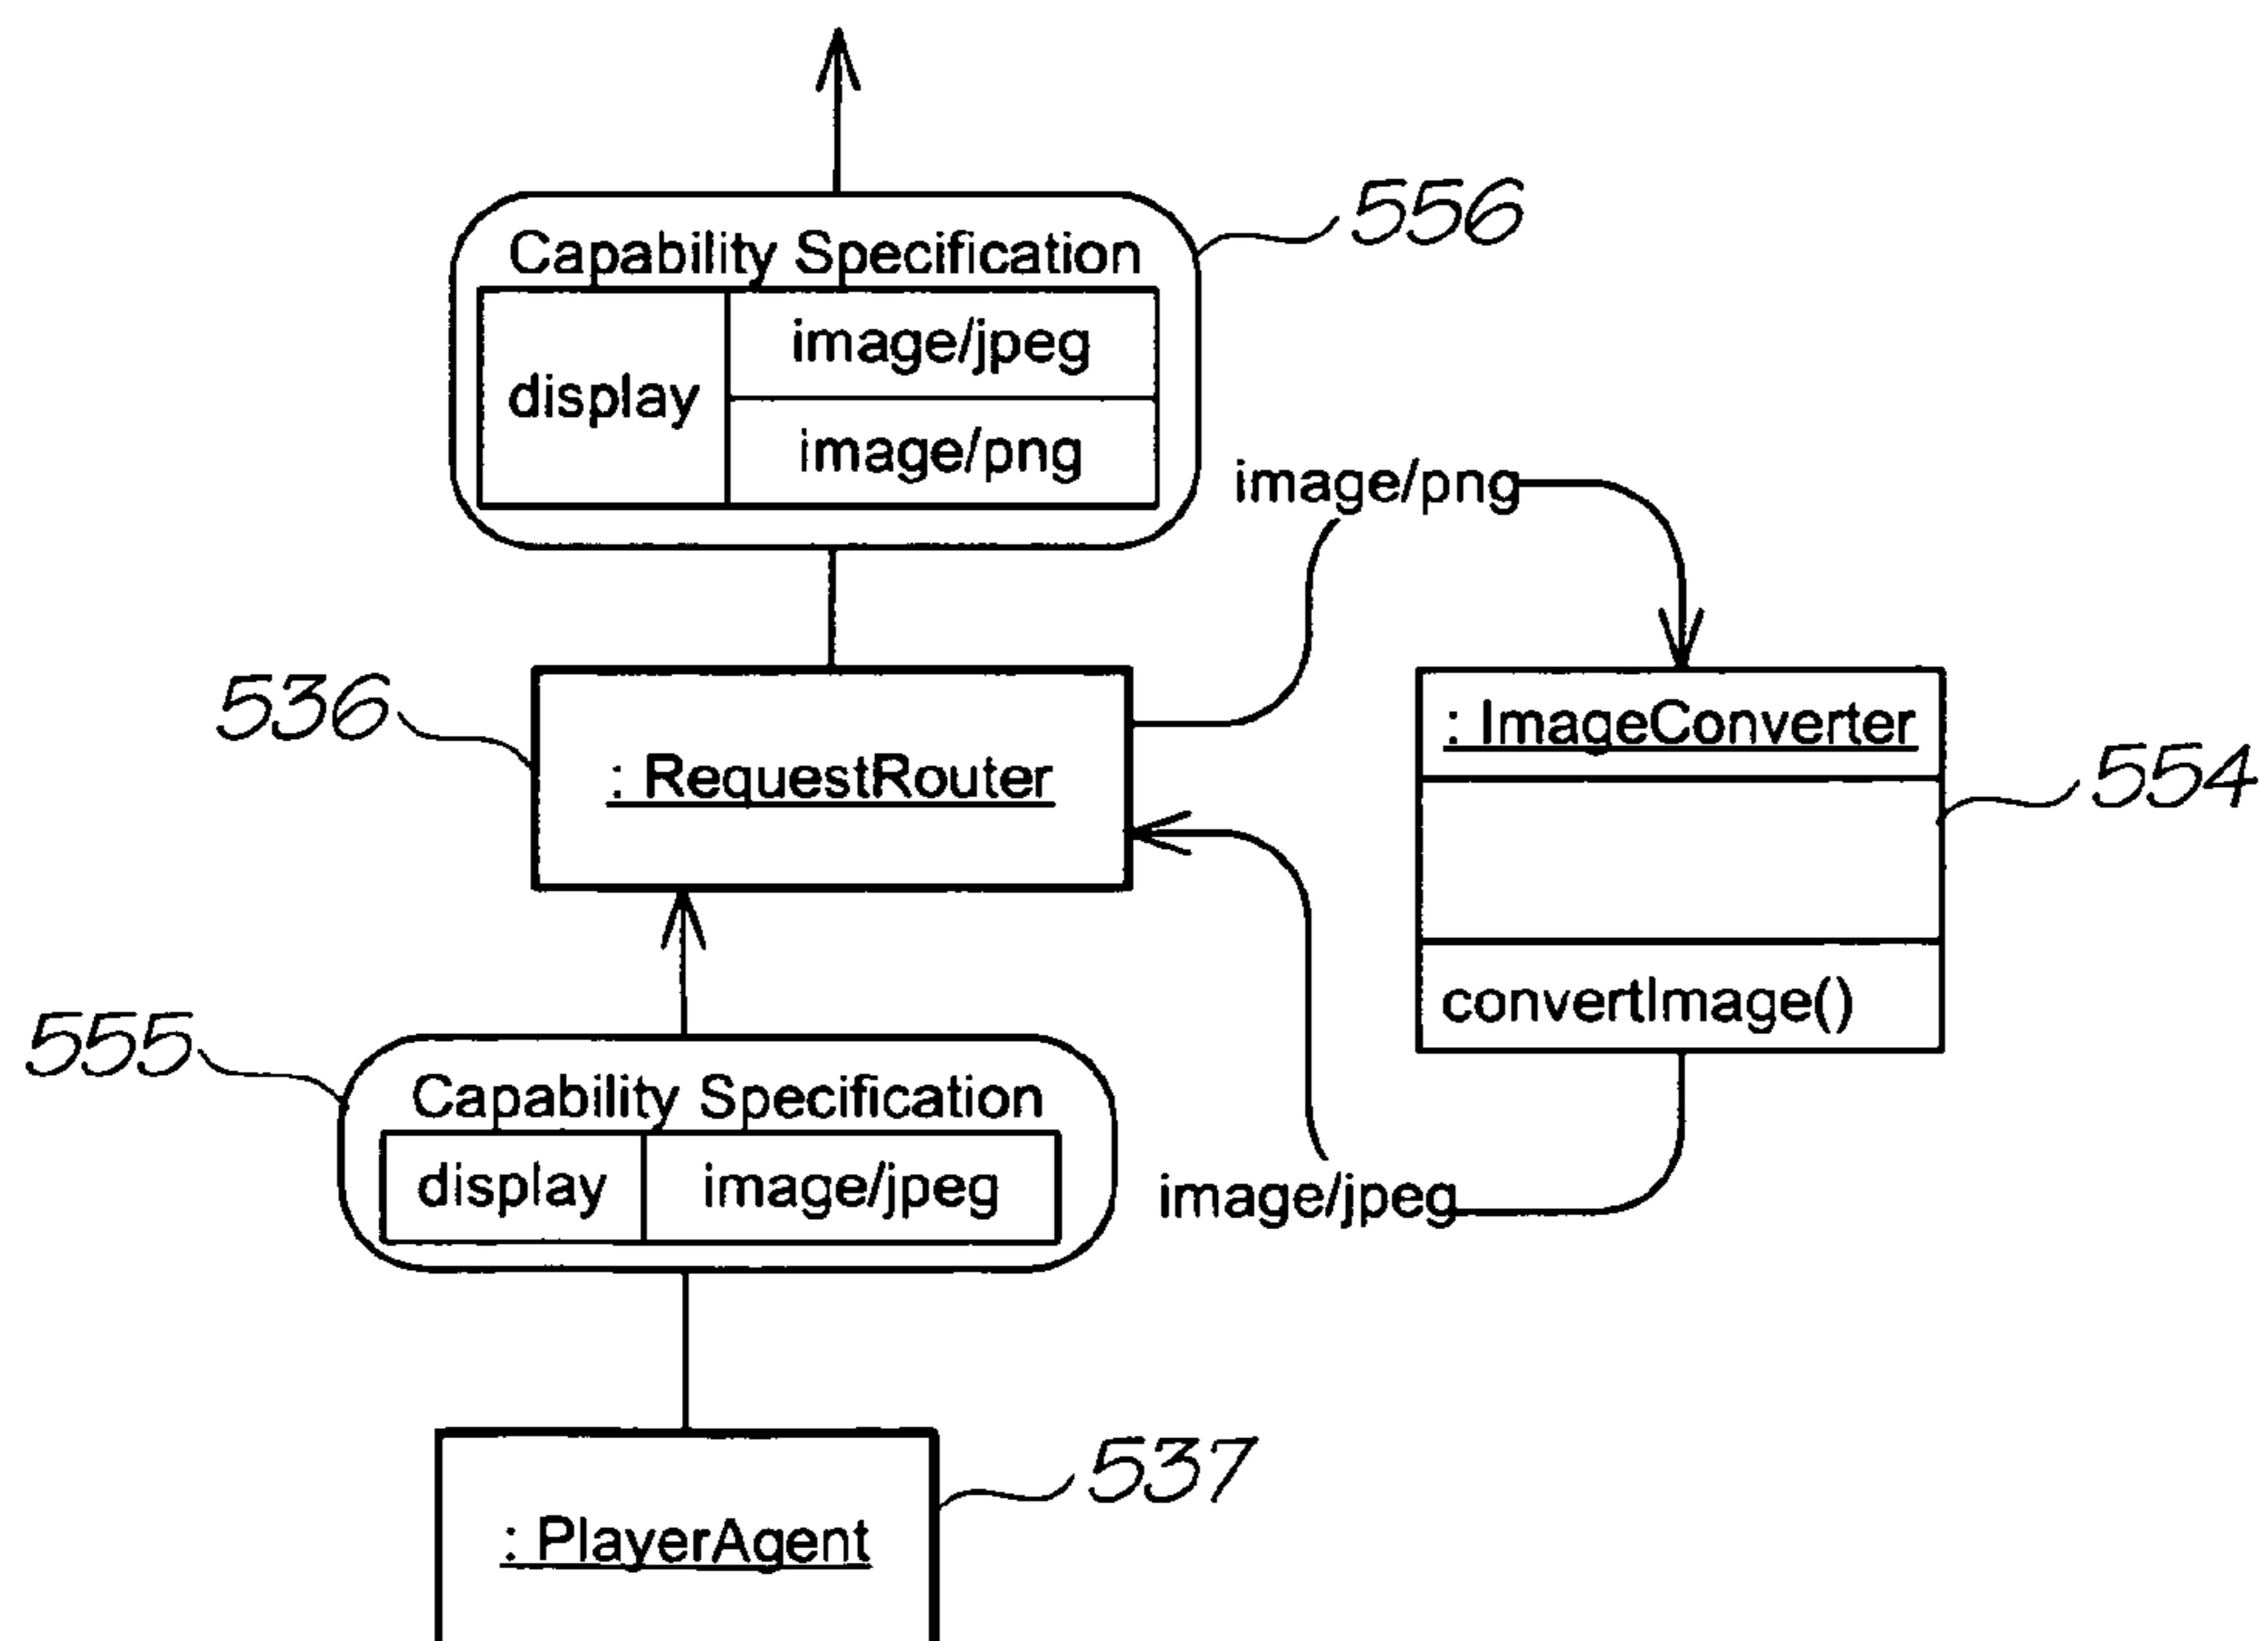 556
Capability Specification
display
image/jpeg
image/png
image/png
536
: RequestRouter
: ImageConverter
554
convertImage()
555
Capability Specification
display
image/jpeg
image/jpeg
537
: PlayerAgent